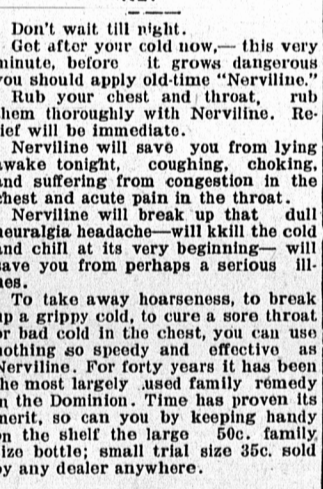 Don't wait till night.
Get after your cold now,— this very
minute, before it grows dangerous
you should apply old-time "Nerviline."
Rub your chest and throat, rub
hem thoroughly with Nerviline. Re-
ief will be immediate.
Nerviline will save you from lying
wake tonight, coughing, choking,
nd suffering from congestion in the
hest and acute pain in the throat.
Nerviline will break up that dull
neuralgia headache—will kkill the cold
and chill at its very beginning— will
save you from perhaps a serious ill-
nes.
To take away hoarseness, to break
up a grippy cold, to cure a sore throat
or bad cold in the chest, you can use
nothing so speedy and effective as
Nerviline. For forty years it has been
the most largely used family remedy
in the Dominion. Time has proven its
merit, so can you by keeping handy
on the shelf the large 50c. family
size bottle; small trial size 35c. sold
by any dealer anywhere.